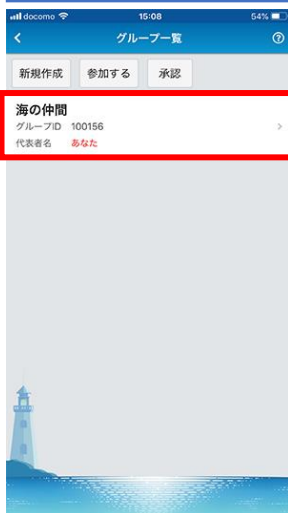 docomo 15:08 54%
グループ一覧
新規作成 参加する 承認
海の仲間
グループID 100156
代表者名 あなた